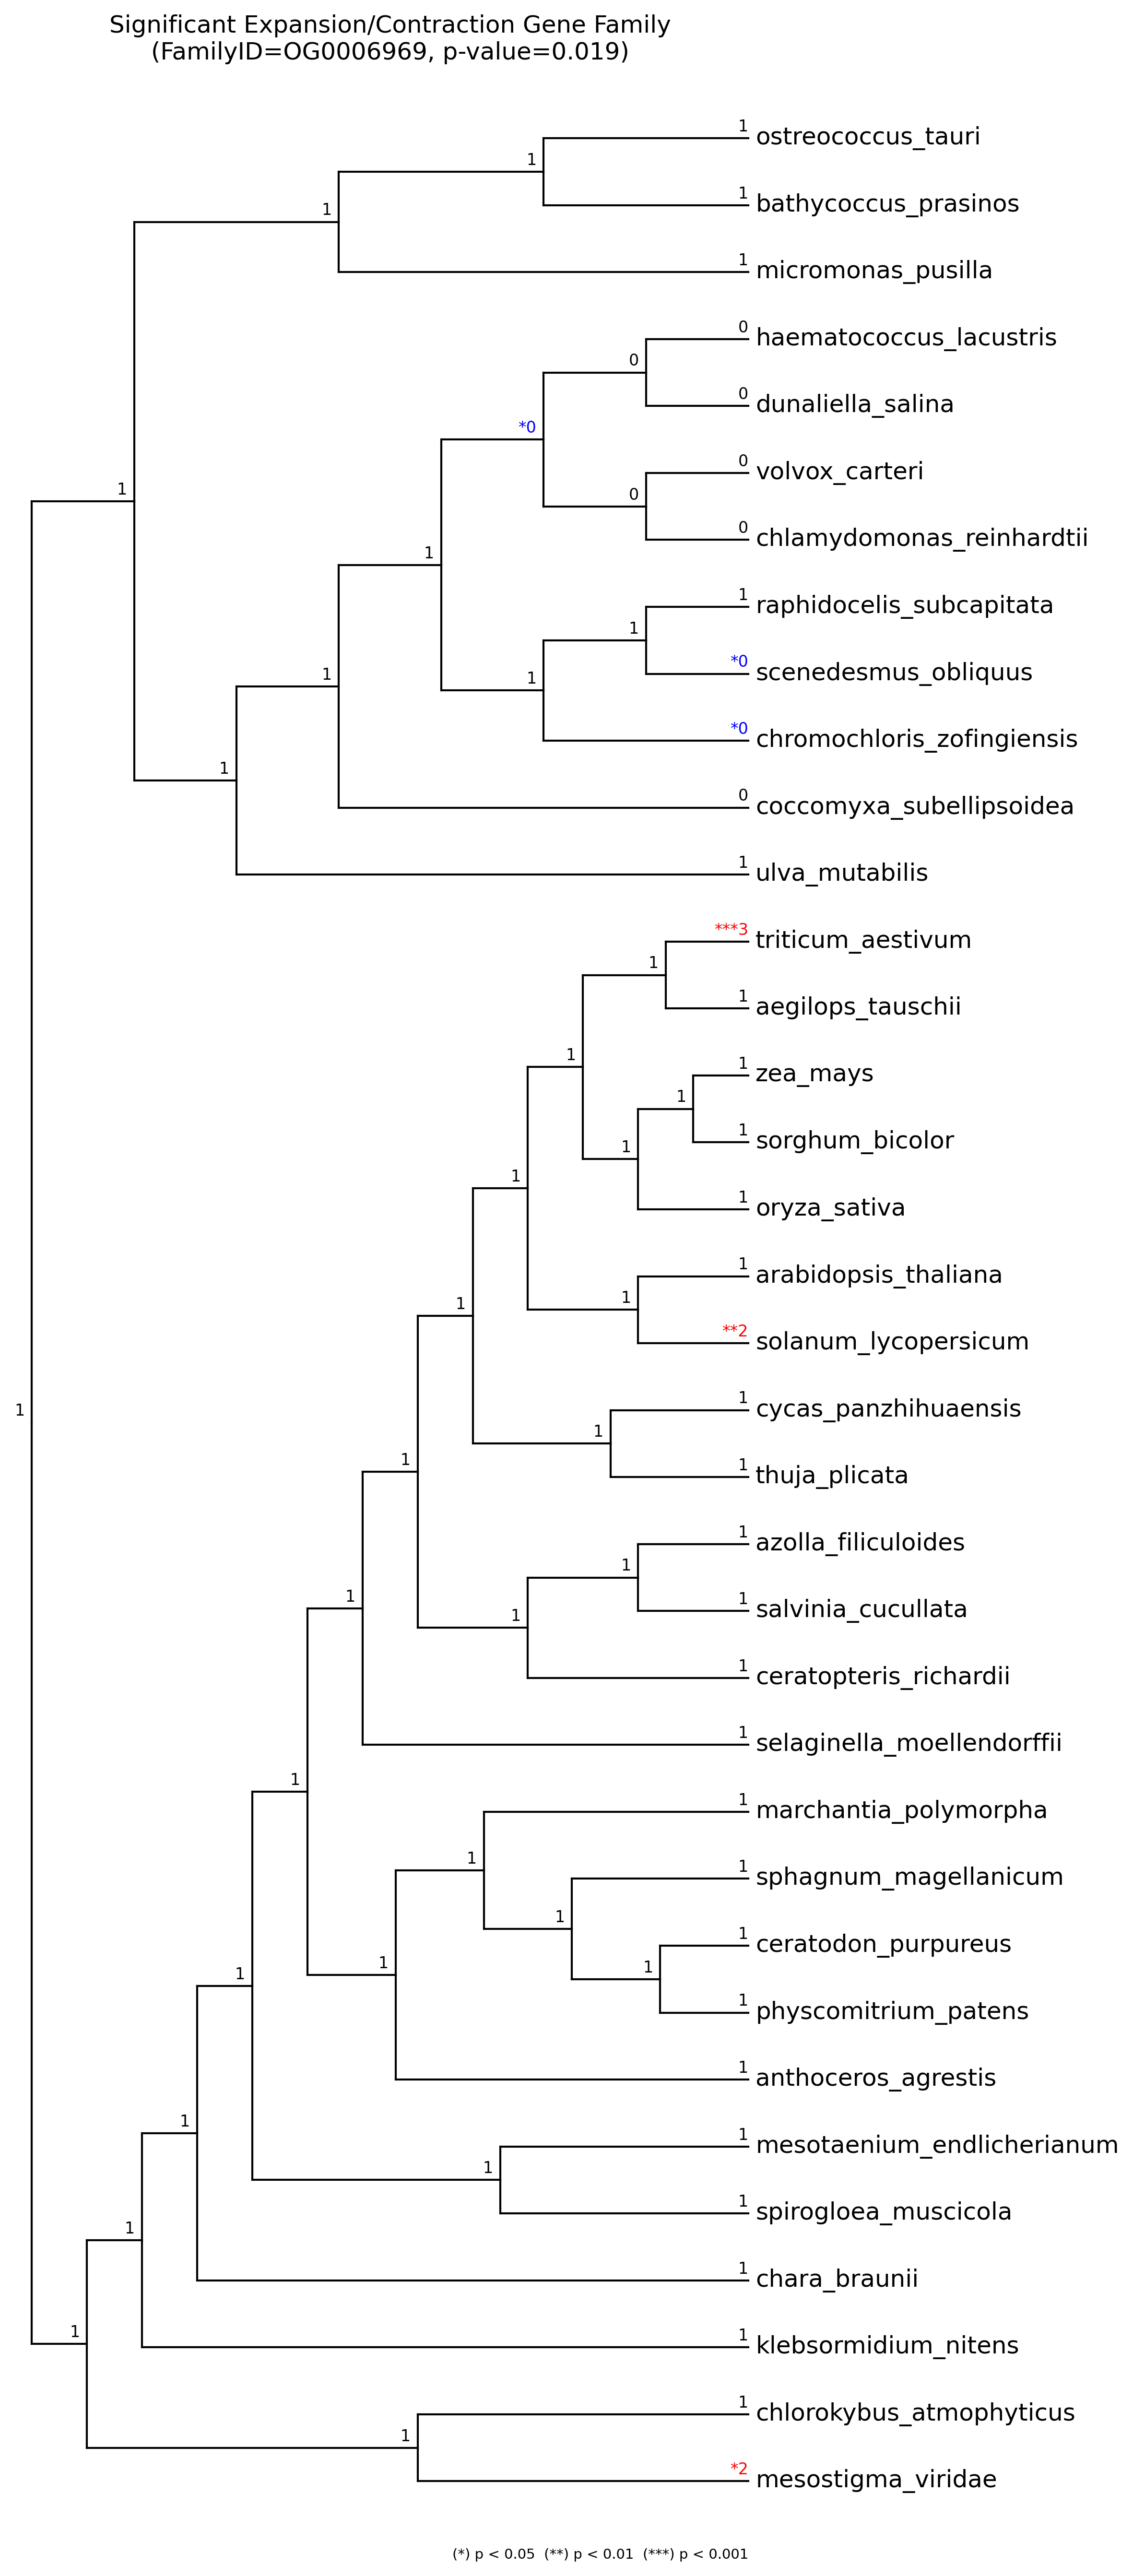 Significant Expansion/Contraction Gene Family
(FamilyID=OG0006969, p-value=0.019)
1
ostreococcus_tauri
1
1
bathycoccus_prasinos
1
1
micromonas_pusilla
0
haematococcus_lacustris
0
0
dunaliella_salina
*0
0
volvox_carteri
0
0
chlamydomonas_reinhardtii
1
1
1
raphidocelis_subcapitata
1
*0
scenedesmus_obliquus
1
1
*0
chromochloris_zofingiensis
1
0
coccomyxa_subellipsoidea
1
ulva_mutabilis
***3
triticum_aestivum
1
1
aegilops_tauschii
1
1
zea_mays
1
1
sorghum_bicolor
1
1
1
oryza_sativa
1
arabidopsis_thaliana
1
1
**2
solanum_lycopersicum
1
1
cycas_panzhihuaensis
1
1
1
thuja_plicata
1
azolla_filiculoides
1
1
1
salvinia_cucullata
1
1
ceratopteris_richardii
1
selaginella_moellendorffii
1
1
marchantia_polymorpha
1
1
sphagnum_magellanicum
1
1
ceratodon_purpureus
1
1
1
1
physcomitrium_patens
1
anthoceros_agrestis
1
1
mesotaenium_endlicherianum
1
1
spirogloea_muscicola
1
1
chara_braunii
1
1
klebsormidium_nitens
1
chlorokybus_atmophyticus
1
*2
mesostigma_viridae
(*) p < 0.05 (**) p < 0.01 (***) p < 0.001